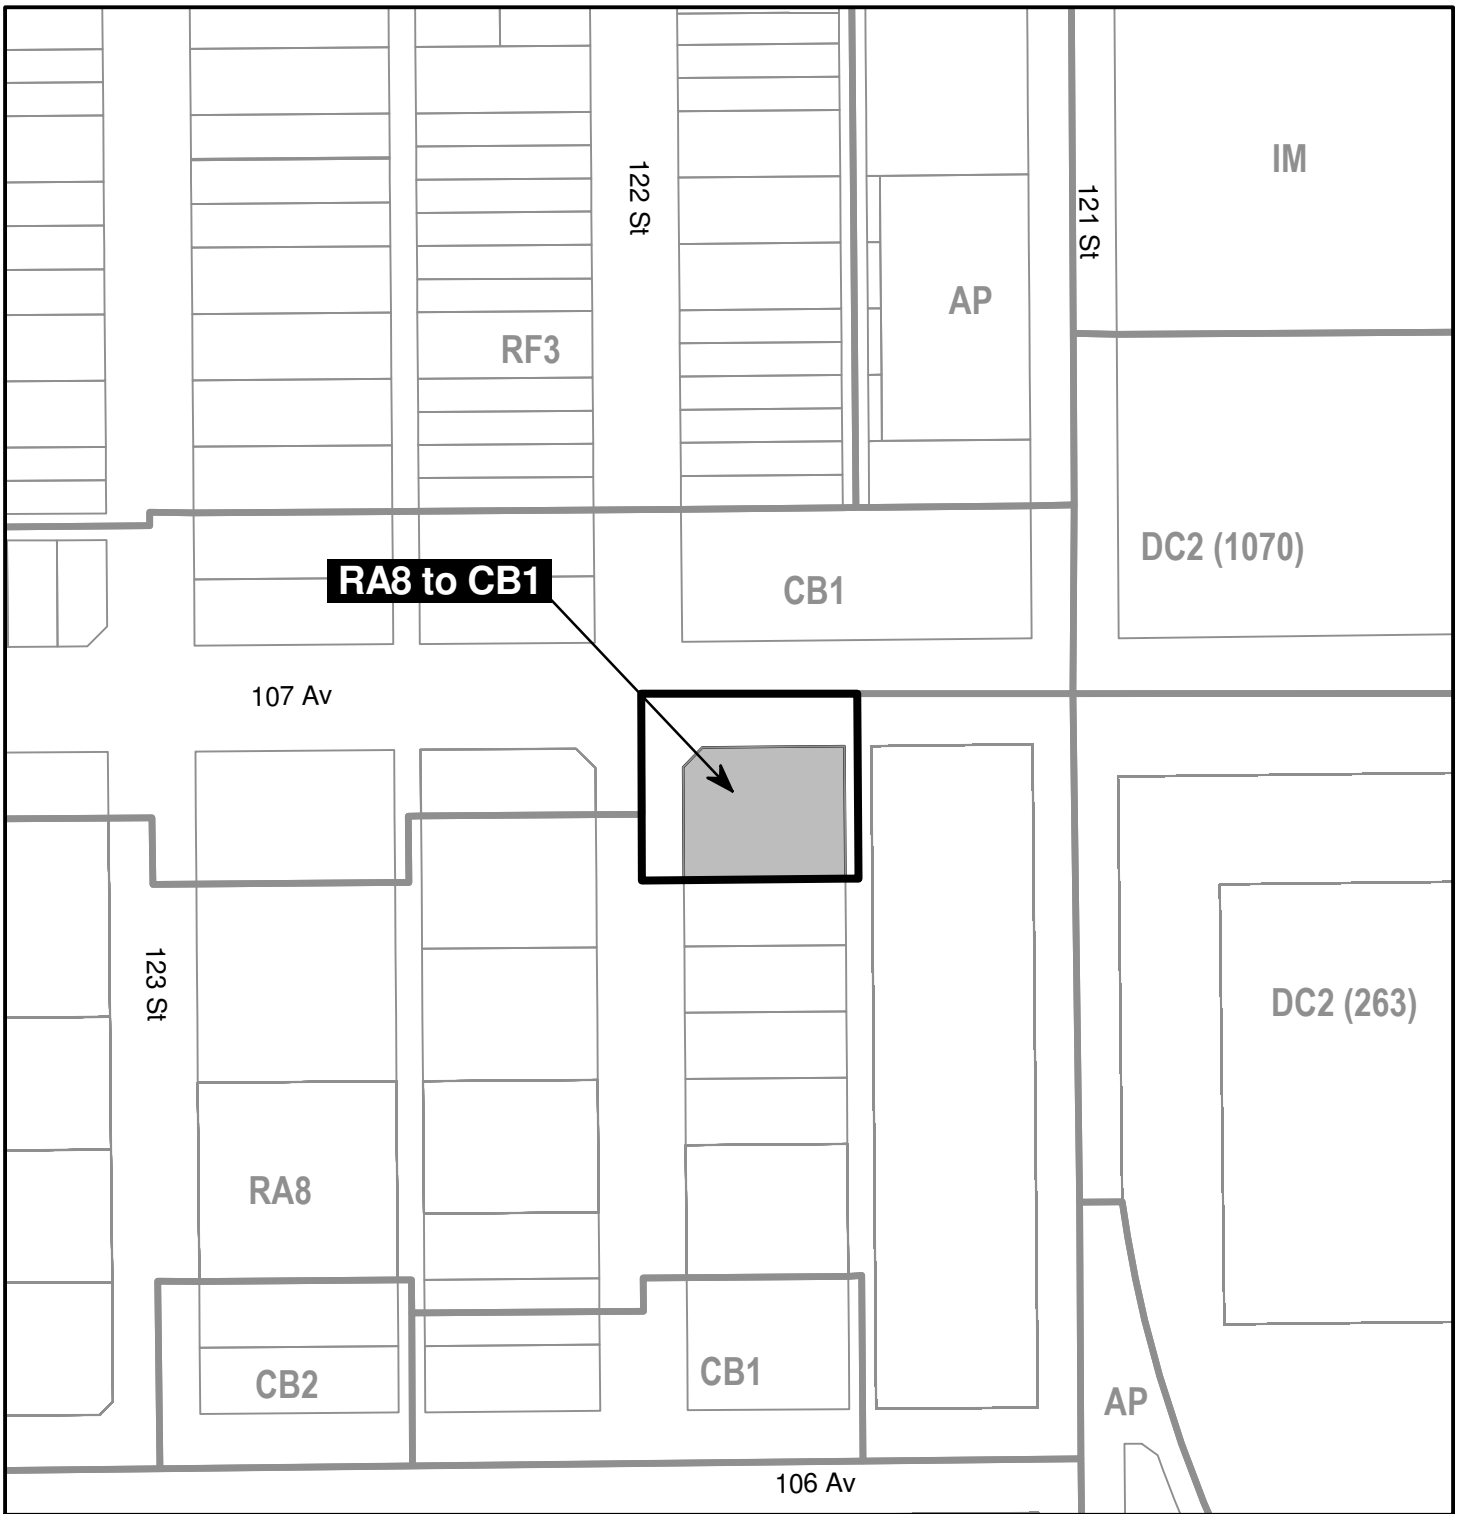 IM
122 St
121 St
AP
RF3
DC2 (1070)
RA8 to CB1
CB1
107 Av
123 St
DC2 (263)
RA8
CB1
CB2
AP
106 Av